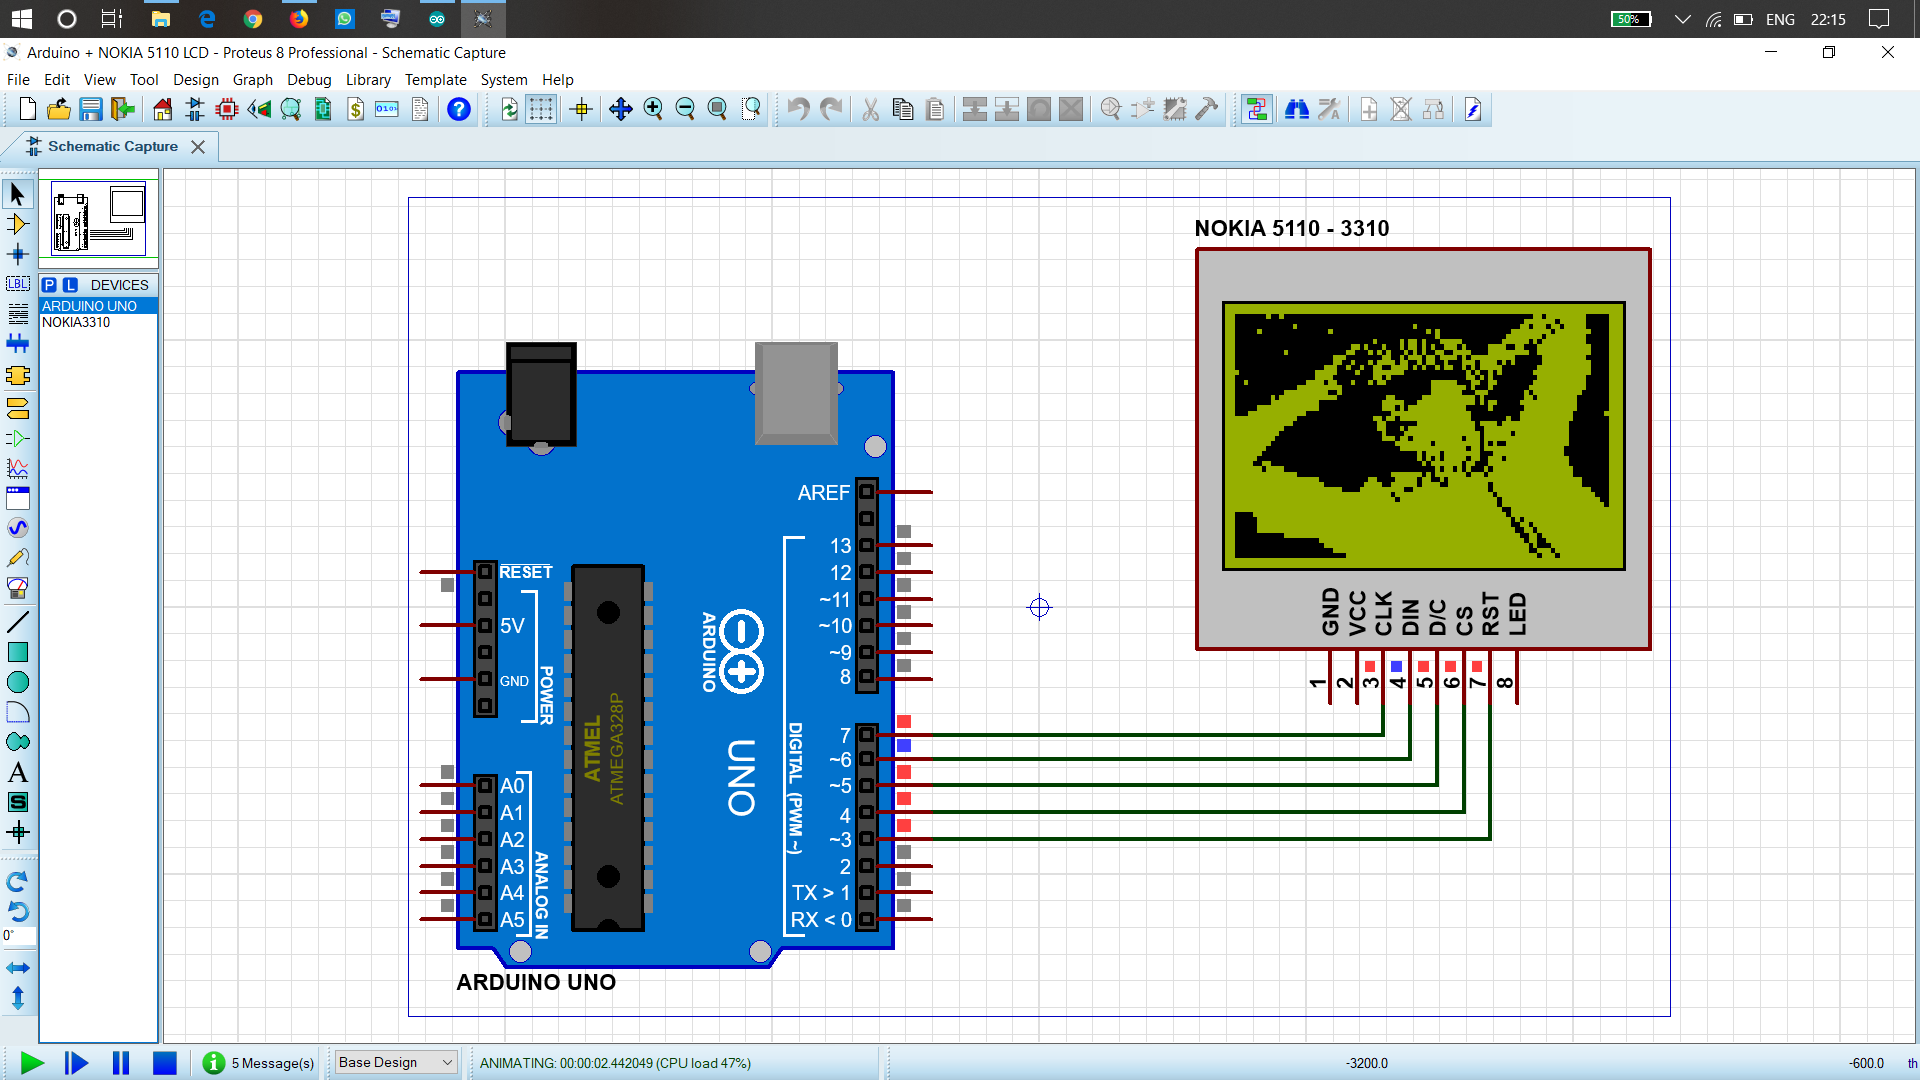 50%
ENG
22:15
Arduino + NOKIA 5110 LCD - Proteus 8 Professional - Schematic Capture
File Edit View Tool Design Graph Debug Library Template System Help
Schematic Capture
P L DEVICES
ARDUINO UNO
NOKIA3310
LBL
A
S
0°
NOKIA 5110 - 3310
GND
VCC
CLK
DIN
D/C
CS
RST
LED
1
2
3
4
5
6
7
8
AREF
13
12
~11
~10
~9
8
7
~6
~5
4
~3
2
TX > 1
RX < 0
DIGITAL (PWM ~)
RESET
5V
GND
POWER
A0
A1
A2
A3
A4
A5
ANALOG IN
ATMEL
ATMEGA328P
ARDUINO
UNO
ARDUINO UNO
5 Message(s)
Base Design
ANIMATING: 00:00:02.442049 (CPU load 47%)
-3200.0
-600.0
th